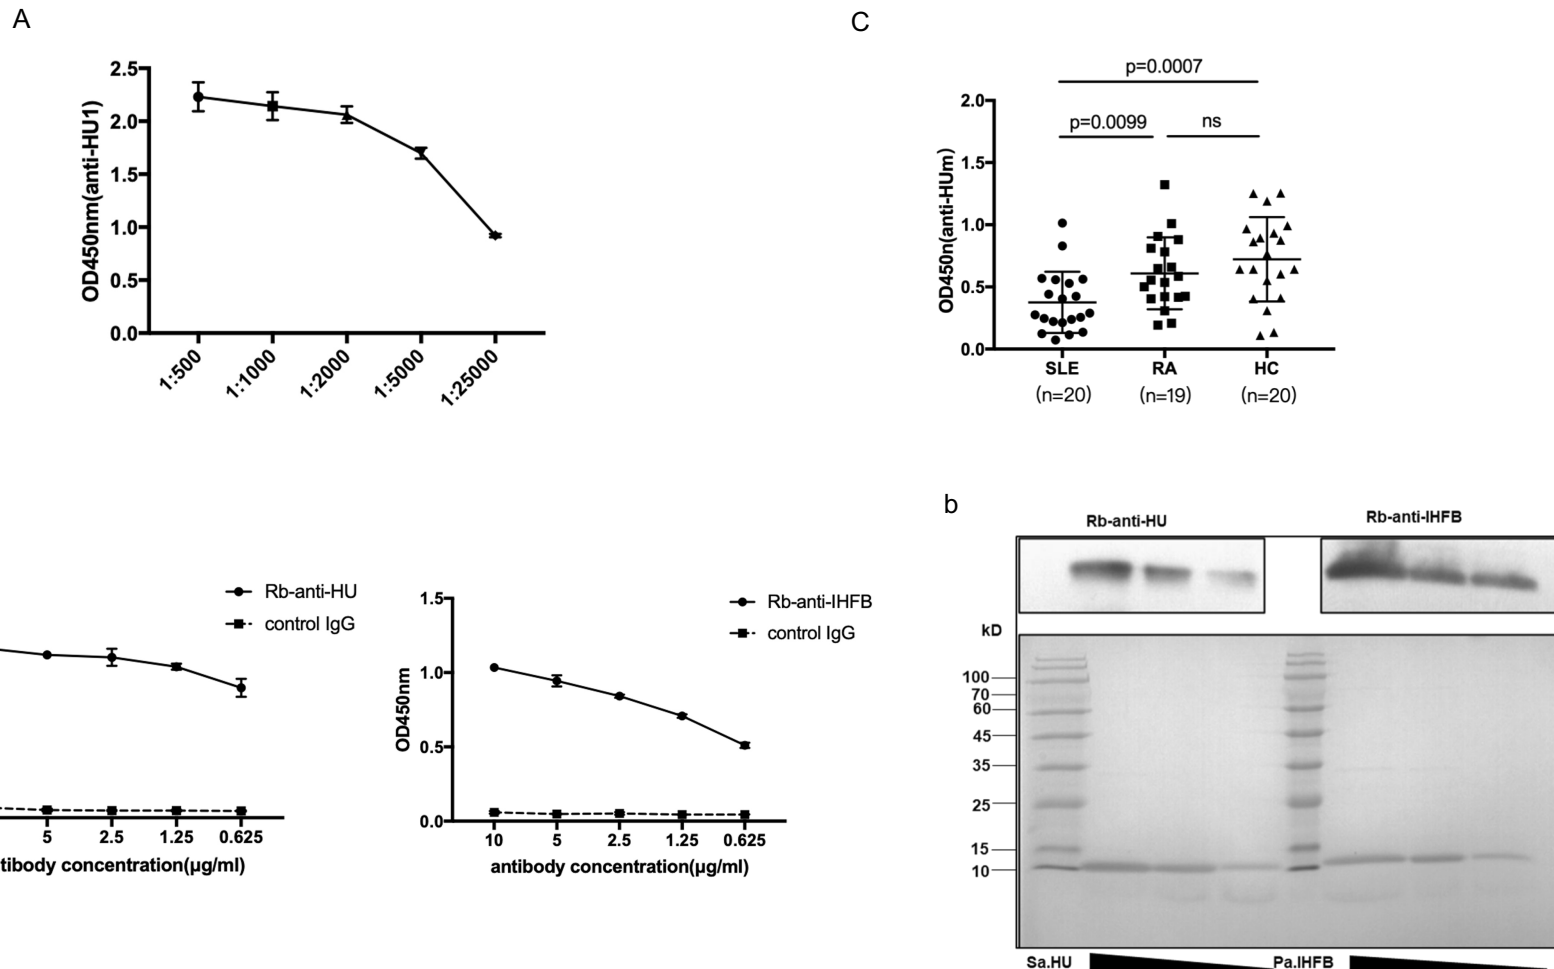 A
OD450nm(anti-HU1)
2.5
2.0
1.5
1.0
0.5
0.0
1:500
1:1000
1:2000
1:5000
1:25000
C
OD450n(anti-HUm)
p=0.0007
p=0.0099
ns
2.0
1.5
1.0
0.5
0.0
SLE
RA
HC
(n=20)
(n=19)
(n=20)
Rb-anti-HU
control IgG
5
2.5
1.25
0.625
tibody concentration(μg/ml)
OD450nm
1.5
1.0
0.5
0.0
Rb-anti-IHFB
control IgG
10
5
2.5
1.25
0.625
antibody concentration(μg/ml)
b
Rb-anti-HU
Rb-anti-IHFB
kD
100
70
60
45
35
25
15
10
Sa.HU
Pa.IHFB